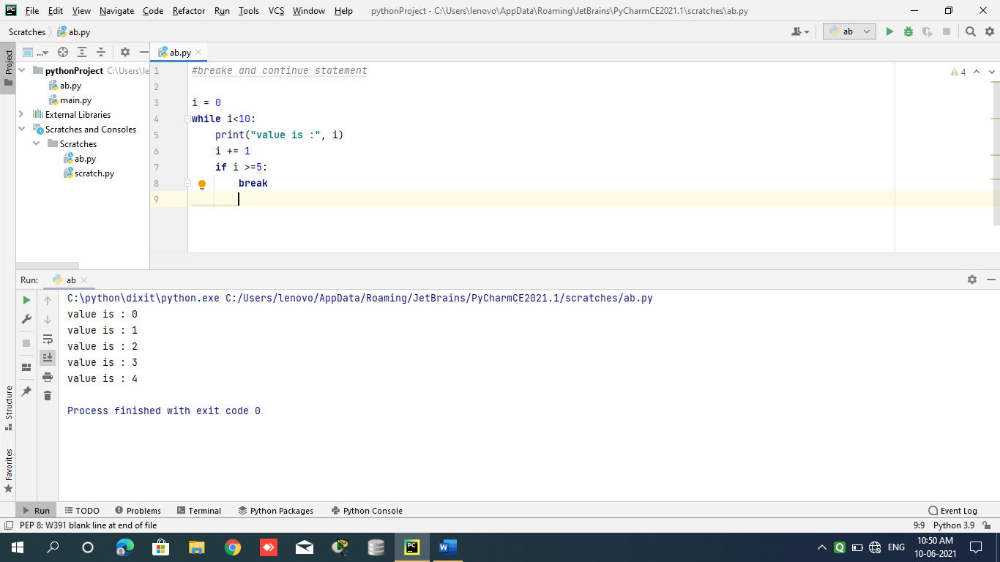 PC File Edit View Navigate Code Refactor Run Tools VCS Window Help pythonProject - C:\Users\lenovo\AppData\Roaming\JetBrains\PyCharmCE2021.1\scratches\ab.py
Scratches ab.py ab
Project ... ab.py
pythonProject C:\Users\le
ab.py
main.py
External Libraries
Scratches and Consoles
Scratches
ab.py
scratch.py
4
1 #breake and continue statement
2
3 i = 0
4 while i<10:
5 print("value is :", i)
6 i += 1
7 if i >=5:
8 break
9
Run: ab
C:\python\dixit\python.exe C:/Users/lenovo/AppData/Roaming/JetBrains/PyCharmCE2021.1/scratches/ab.py
value is : 0
value is : 1
value is : 2
value is : 3
value is : 4
Process finished with exit code 0
Structure
Favorites
Run TODO Problems Terminal Python Packages Python Console Event Log
PEP 8: W391 blank line at end of file 9:9 Python 3.9
PC W Q ENG 10:50 AM
10-06-2021